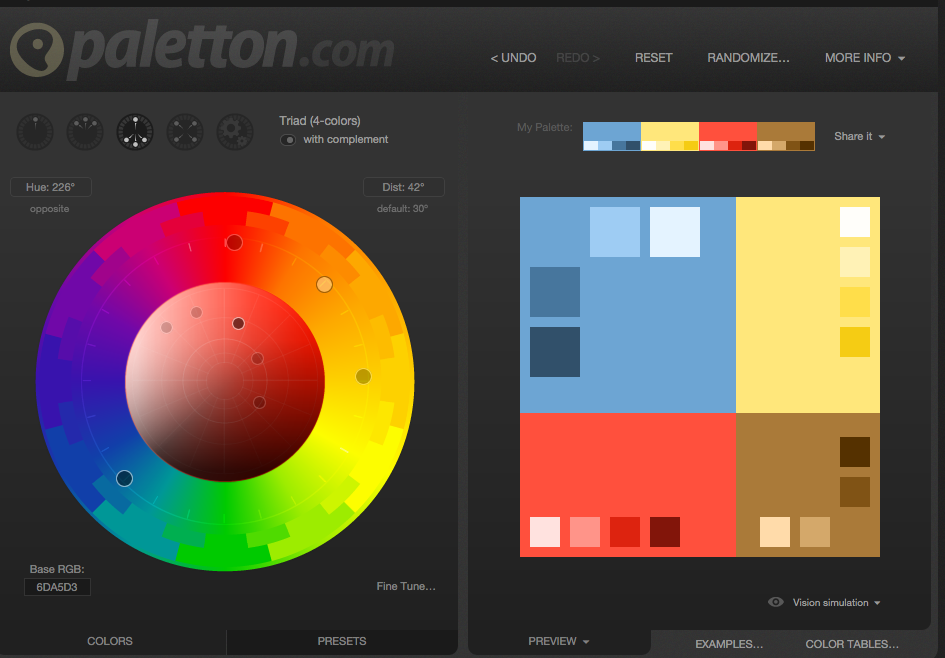 paletton.com
< UNDO REDO > RESET RANDOMIZE... MORE INFO
Triad (4-colors)
with complement
My Palette:
Share it
Hue: 226°
opposite
Dist: 42°
default: 30°
Base RGB:
6DA5D3
Fine Tune...
Vision simulation
COLORS PRESETS
PREVIEW EXAMPLES... COLOR TABLES...